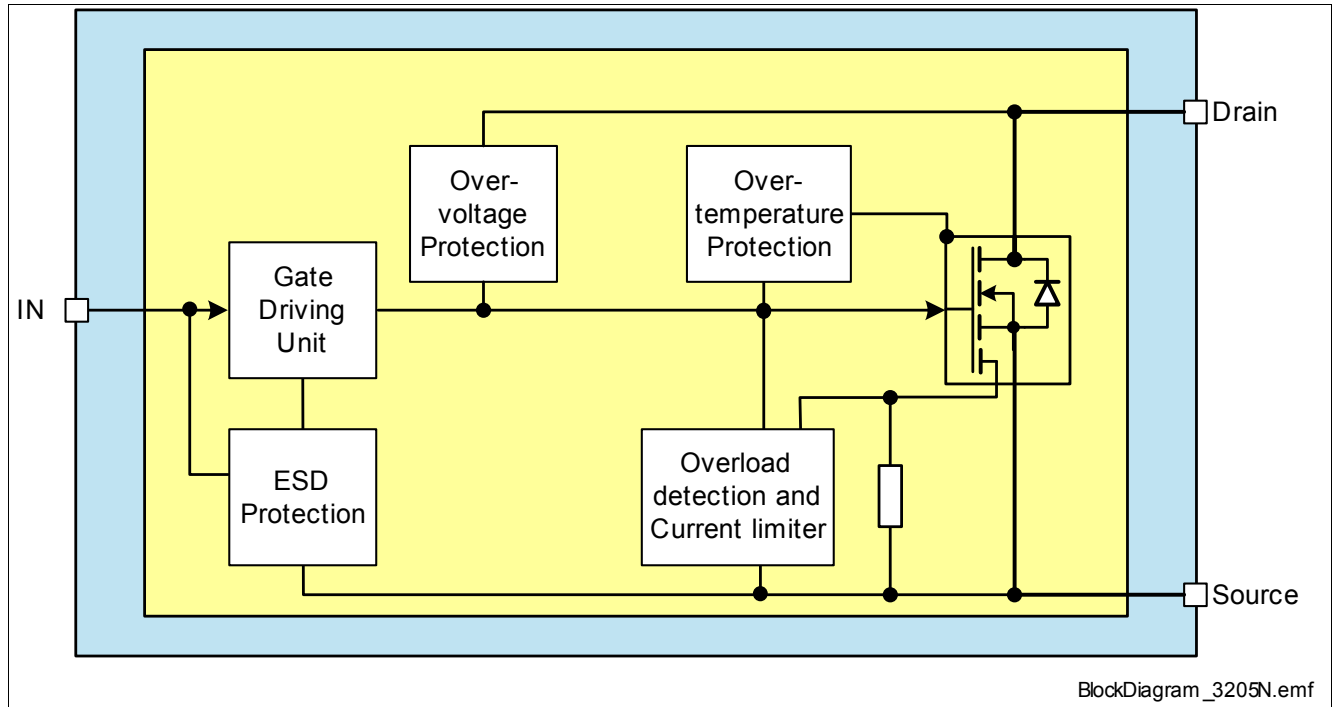 Drain
Over-
voltage
Protection
Over-
temperature
Protection
IN
Gate
Driving
Unit
ESD
Protection
Overload
detection and
Current limiter
Source
BlockDiagram_3205N.emf